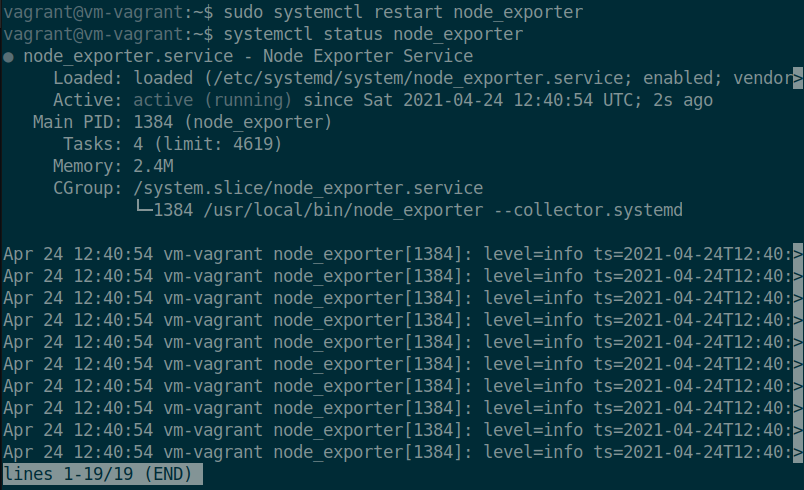 vagrant@vm-vagrant:~$ sudo systemctl restart node_exporter
vagrant@vm-vagrant:~$ systemctl status node_exporter
● node_exporter.service - Node Exporter Service
     Loaded: loaded (/etc/systemd/system/node_exporter.service; enabled; vendor>
     Active: active (running) since Sat 2021-04-24 12:40:54 UTC; 2s ago
   Main PID: 1384 (node_exporter)
      Tasks: 4 (limit: 4619)
     Memory: 2.4M
     CGroup: /system.slice/node_exporter.service
             └─1384 /usr/local/bin/node_exporter --collector.systemd

Apr 24 12:40:54 vm-vagrant node_exporter[1384]: level=info ts=2021-04-24T12:40:>
Apr 24 12:40:54 vm-vagrant node_exporter[1384]: level=info ts=2021-04-24T12:40:>
Apr 24 12:40:54 vm-vagrant node_exporter[1384]: level=info ts=2021-04-24T12:40:>
Apr 24 12:40:54 vm-vagrant node_exporter[1384]: level=info ts=2021-04-24T12:40:>
Apr 24 12:40:54 vm-vagrant node_exporter[1384]: level=info ts=2021-04-24T12:40:>
Apr 24 12:40:54 vm-vagrant node_exporter[1384]: level=info ts=2021-04-24T12:40:>
Apr 24 12:40:54 vm-vagrant node_exporter[1384]: level=info ts=2021-04-24T12:40:>
Apr 24 12:40:54 vm-vagrant node_exporter[1384]: level=info ts=2021-04-24T12:40:>
Apr 24 12:40:54 vm-vagrant node_exporter[1384]: level=info ts=2021-04-24T12:40:>
Apr 24 12:40:54 vm-vagrant node_exporter[1384]: level=info ts=2021-04-24T12:40:>
lines 1-19/19 (END)